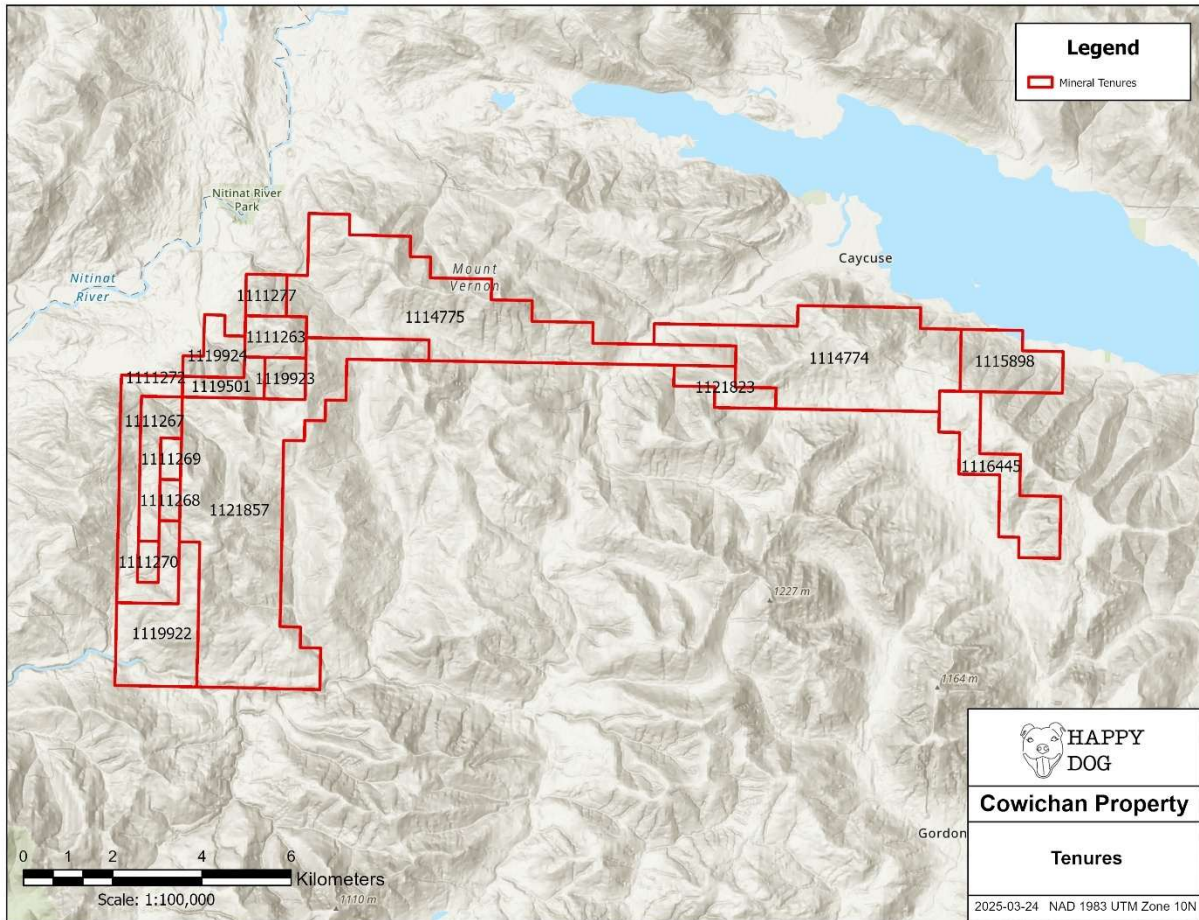 Legend
Mineral Tenures
Nitinat River
Park
Nitinat
River
Mount
Vernon
Caycuse
1111277
1114775
1111263
1119924
1114774
1115898
1111272
1119501
1119923
1121823
1111267
1111269
1116445
1111268
1121857
1111270
1227 m
1119922
1164 m
HAPPY
DOG
Cowichan Property
Gordon
Tenures
0 1 2 4 6
Kilometers
Scale: 1:100,000
1110 m
2025-03-24 NAD 1983 UTM Zone 10N